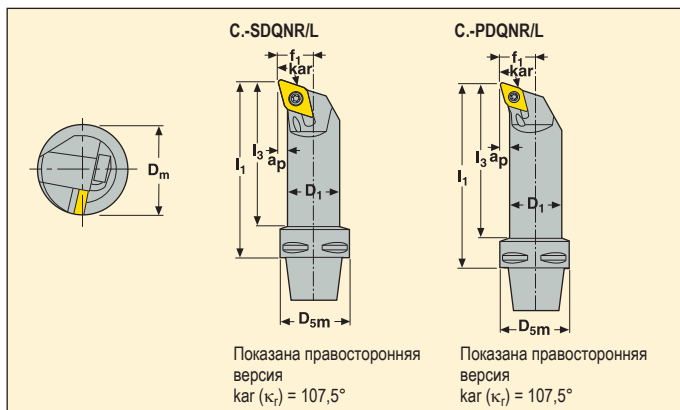 C.-SDQNR/L
C.-PDQNR/L
f1
kar
l1
l3
ap
D1
D5m
f1
kar
l1
l3
ap
D1
D5m
Dm
Показана правосторонняя
версия
kar (κr) = 107,5°
Показана правосторонняя
версия
kar (κr) = 107,5°